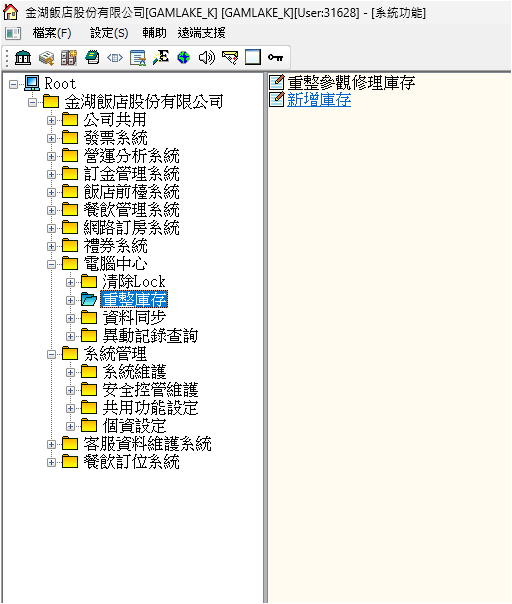 金湖飯店股份有限公司[GAMLAKE_K] [GAMLAKE_K][User:31628] - [系統功能]
檔案(F) 設定(S) 輔助 遠端支援
Root
金湖飯店股份有限公司
公司共用
發票系統
營運分析系統
訂金管理系統
飯店前檯系統
餐飲管理系統
網路訂房系統
禮券系統
電腦中心
清除Lock
重整庫存
資料同步
異動記錄查詢
系統管理
系統維護
安全控管維護
共用功能設定
個資設定
客服資料維護系統
餐飲訂位系統
重整參觀修理庫存
新增庫存